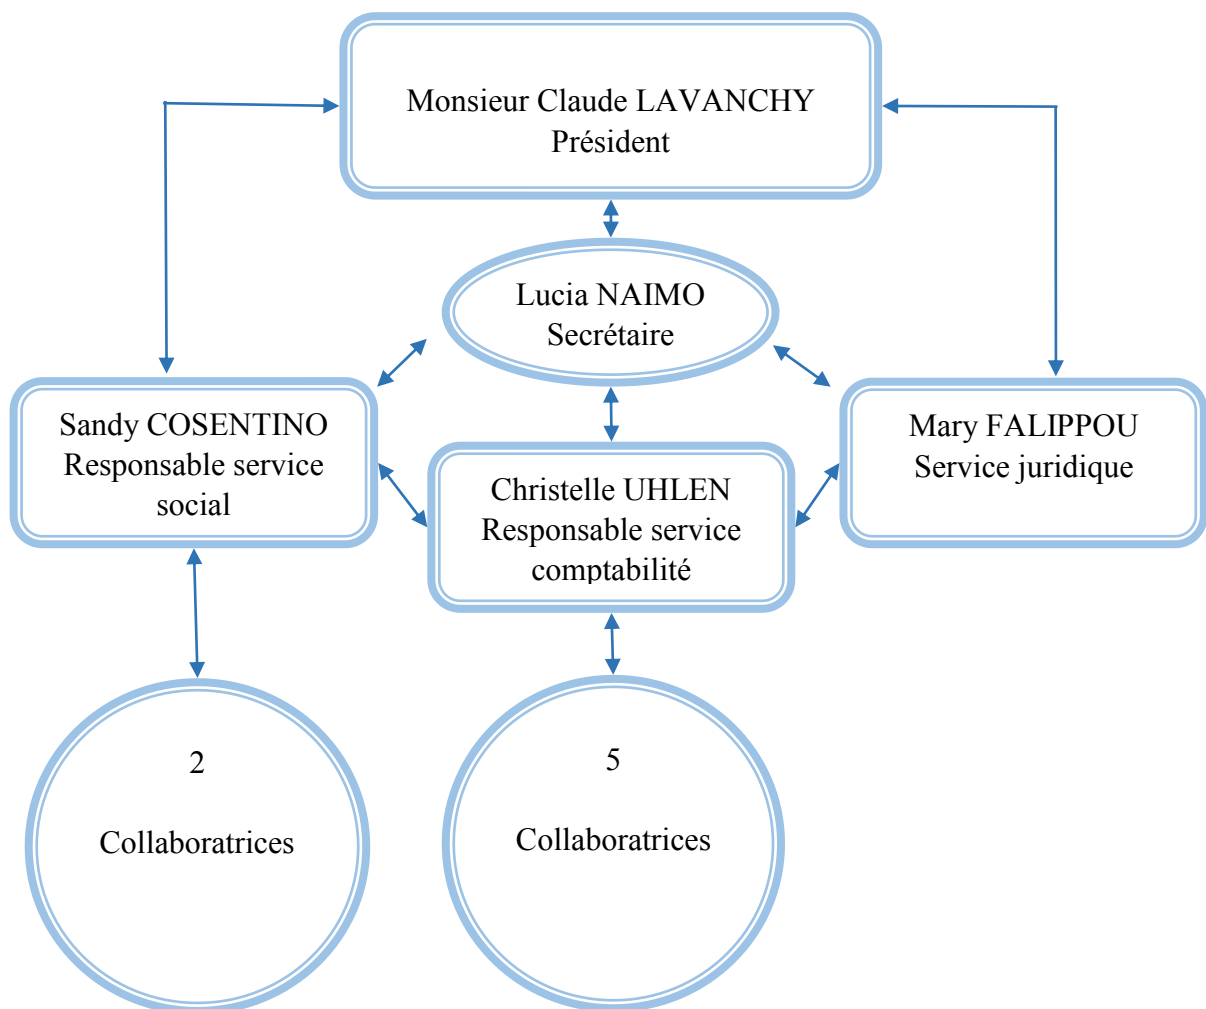 Monsieur Claude LAVANCHY
Président
Lucia NAIMO
Secrétaire
Sandy COSENTINO
Responsable service
social
Christelle UHLEN
Responsable service
comptabilité
Mary FALIPPOU
Service juridique
2
Collaboratrices
5
Collaboratrices